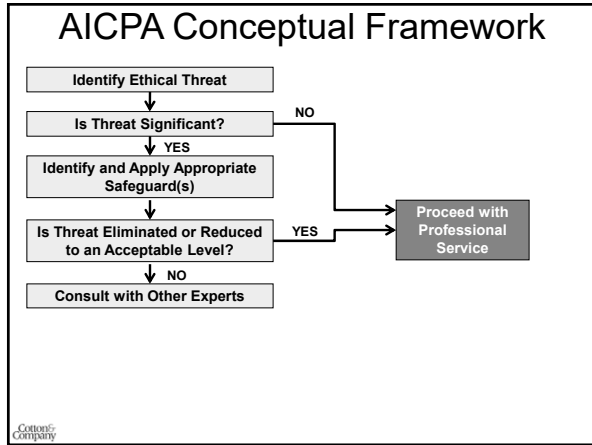 AICPA Conceptual Framework
Identify Ethical Threat
NO
Is Threat Significant?
YES
Identify and Apply Appropriate
Safeguard(s)
Proceed with
Professional
Service
Is Threat Eliminated or Reduced
to an Acceptable Level?
YES
NO
Consult with Other Experts
Cotton&
Company